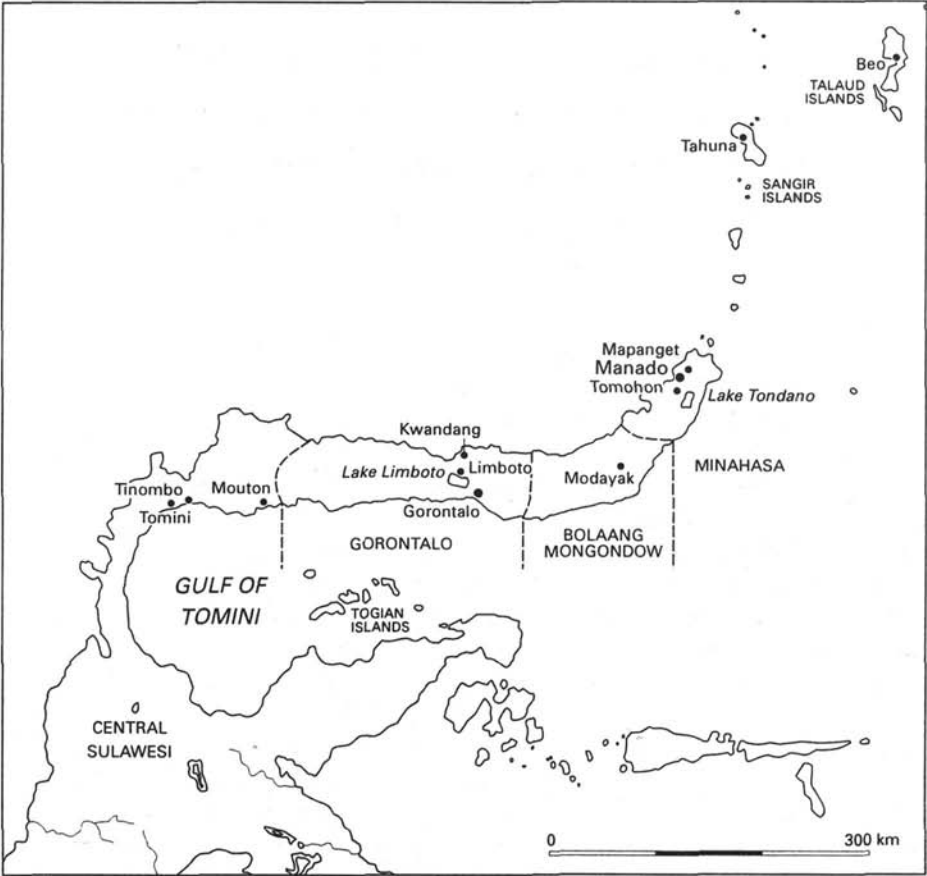 Beo
TALAUD
ISLANDS
Tahuna
SANGIR
ISLANDS
Mapanget
Manado
Tomohon
Lake Tondano
Kwandang
Lake Limboto
Limboto
Modayak
MINAHASA
Tinombo
Mouton
Tomini
Gorontalo
GORONTALO
BOLAANG
MONGONDOW
GULF OF
TOMINI
TOGIAN
ISLANDS
CENTRAL
SULAWESI
0 300 km